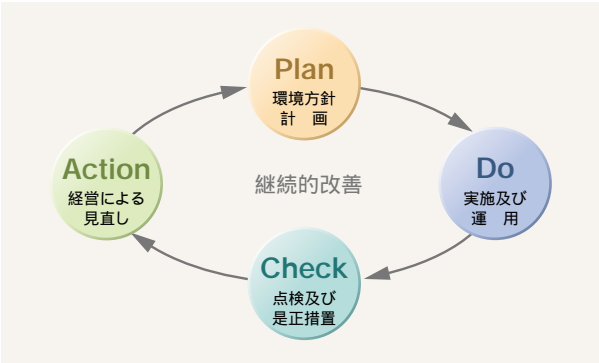 Plan
環境方針
計　画
Do
実施及び
運　用
Check
点検及び
是正措置
Action
経営による
見直し
継続的改善